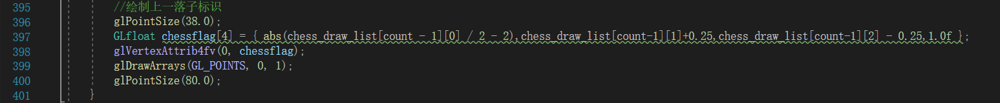 395 //绘制上一落子标识
396 glPointSize(38.0);
397 GLfloat chessflag[4] = { abs(chess_draw_list[count - 1][0] / 2 - 2),chess_draw_list[count-1][1]+0.25,chess_draw_list[count-1][2] - 0.25,1.0f };
398 glVertexAttrib4fv(0, chessflag);
399 glDrawArrays(GL_POINTS, 0, 1);
400 glPointSize(80.0);
401 }